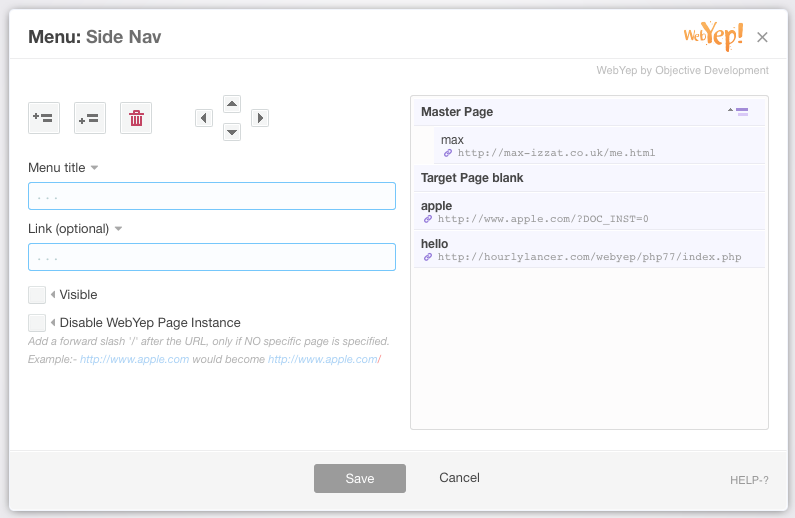 Menu: Side Nav
WebYep!
WebYep by Objective Development
Menu title
. . .
Link (optional)
. . .
Visible
Disable WebYep Page Instance
Add a forward slash '/' after the URL, only if NO specific page is specified.
Example:- http://www.apple.com would become http://www.apple.com/
Master Page
max
http://max-izzat.co.uk/me.html
Target Page blank
apple
http://www.apple.com/?DOC_INST=0
hello
http://hourlylancer.com/webyep/php77/index.php
Save
Cancel
HELP-?